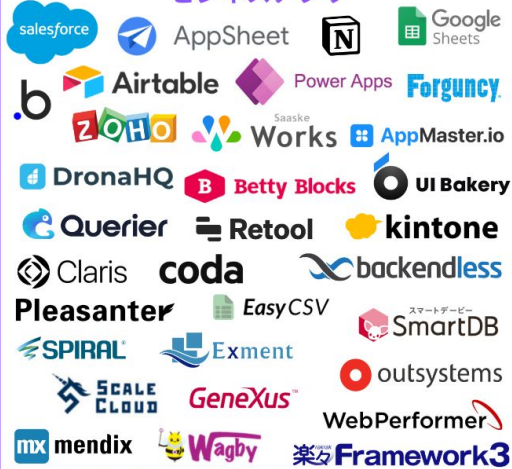 salesforce
AppSheet
N
Google
Sheets
.b
Airtable
Power Apps
Forguncy
ZOHO
Saaske
Works
AppMaster.io
DronaHQ
B Betty Blocks
UI Bakery
Querier
Retool
kintone
Claris
coda
backendless
Pleasanter
EasyCSV
スマートデービー
SmartDB
SPIRAL
Exment
outsystems
SCALE
CLOUD
GeneXus
WebPerformer
mx mendix
Wagby
楽々Framework3